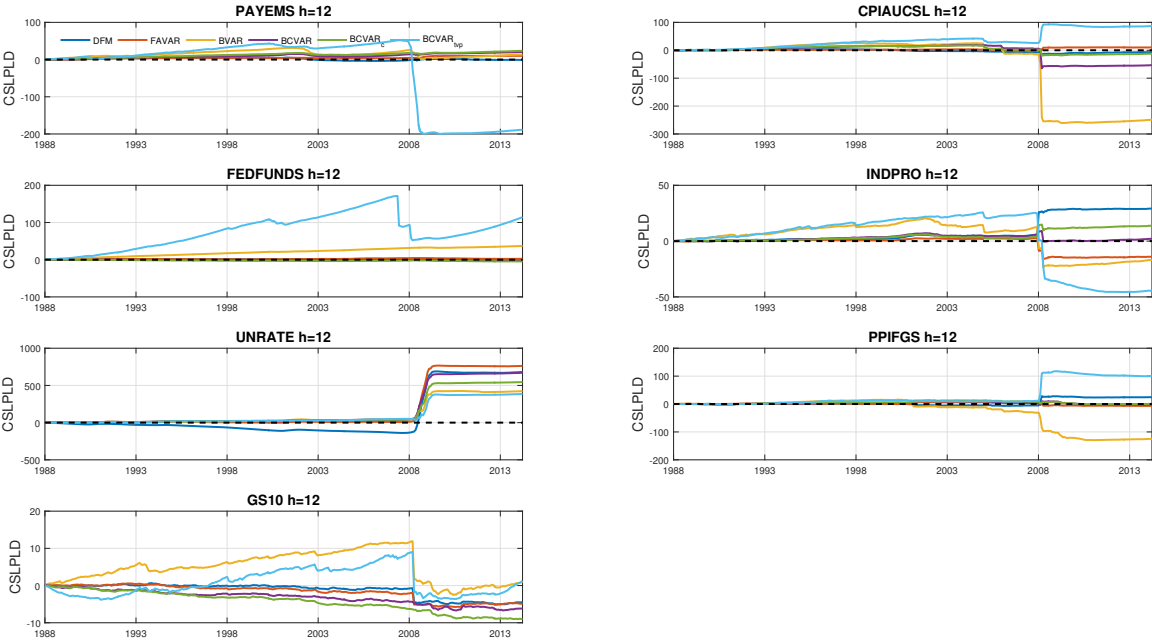 PAYEMS h=12
CSLPLD
100
0
-100
-200
DFM FAVAR BVAR BCVAR BCVARc BCVARtvp
1988 1993 1998 2003 2008 2013
CPIAUCSL h=12
CSLPLD
100
0
-100
-200
-300
1988 1993 1998 2003 2008 2013
FEDFUNDS h=12
CSLPLD
200
100
0
-100
1988 1993 1998 2003 2008 2013
INDPRO h=12
CSLPLD
50
0
-50
1988 1993 1998 2003 2008 2013
UNRATE h=12
CSLPLD
1000
500
0
-500
1988 1993 1998 2003 2008 2013
PPIFGS h=12
CSLPLD
200
100
0
-100
-200
1988 1993 1998 2003 2008 2013
GS10 h=12
CSLPLD
20
10
0
-10
1988 1993 1998 2003 2008 2013